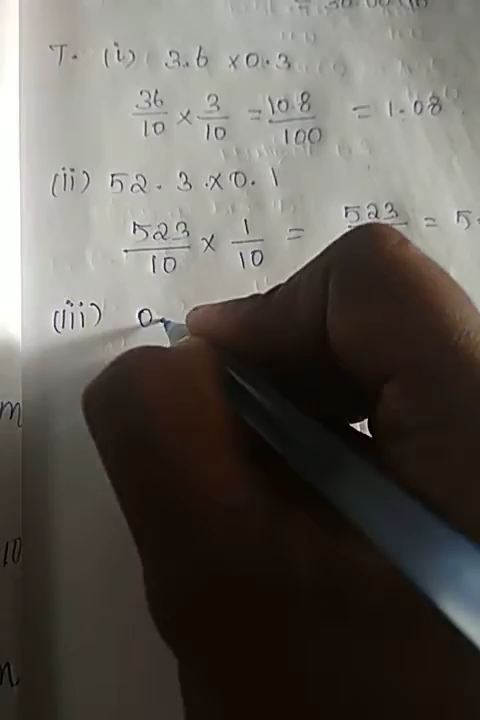 7. (i) 3.6 x 0.3
36/10 x 3/10 = 108/100 = 1.08
(ii) 52.3 x 0.1
523/10 x 1/10 = 523 = 5.
(iii) 0.
m
10